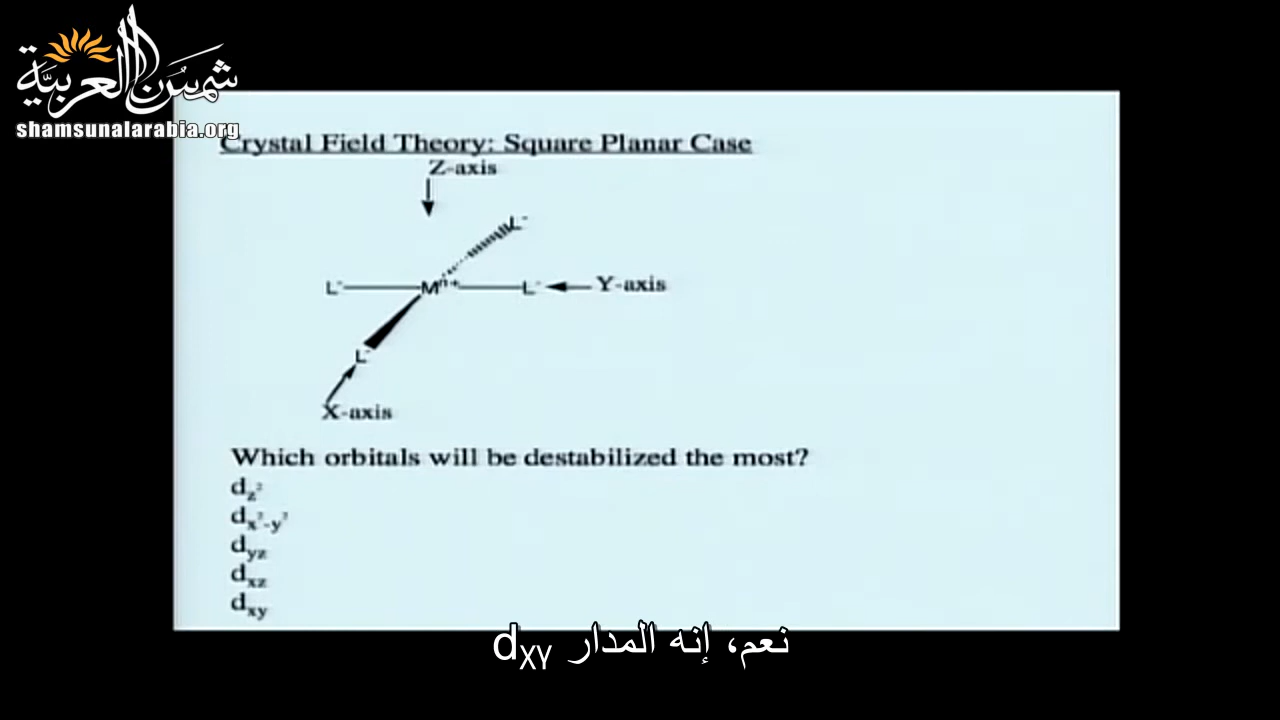 شمسُ العربيّة
shamsunalarabia.org
Crystal Field Theory: Square Planar Case
Z-axis
L⁻
L⁻ Mⁿ⁺ L⁻ Y-axis
L⁻
X-axis
Which orbitals will be destabilized the most?
d_z²
d_x²-y²
d_yz
d_xz
d_xy
نعم، إنه المدار d_XY